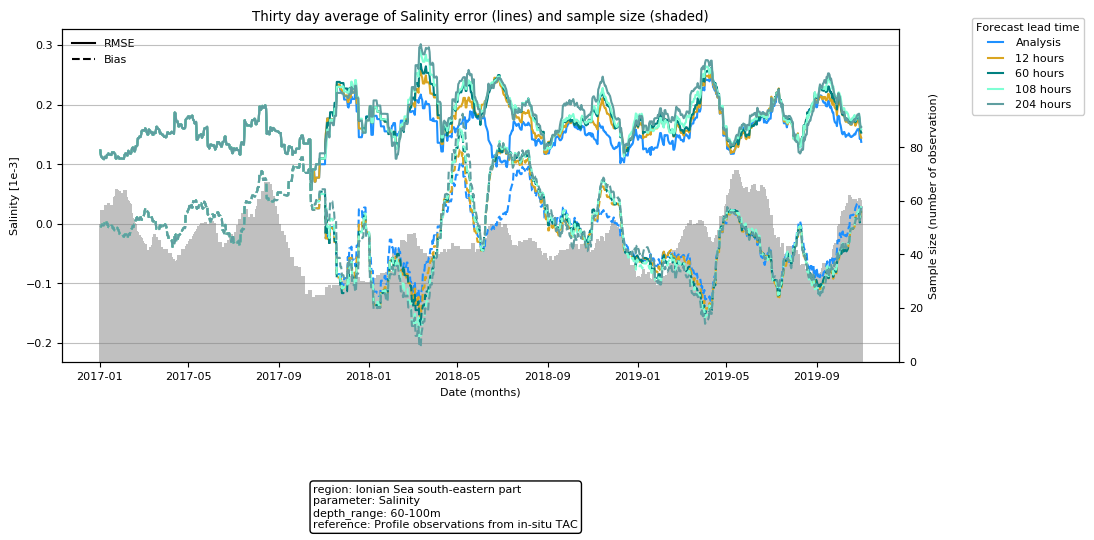 Thirty day average of Salinity error (lines) and sample size (shaded)
Forecast lead time
Analysis
12 hours
60 hours
108 hours
204 hours
RMSE
Bias
Salinity [1e-3]
0.3
0.2
0.1
0.0
−0.1
−0.2
80
60
40
20
0
Sample size (number of observation)
2017-01 2017-05 2017-09 2018-01 2018-05 2018-09 2019-01 2019-05 2019-09
Date (months)
region: Ionian Sea south-eastern part
parameter: Salinity
depth_range: 60-100m
reference: Profile observations from in-situ TAC